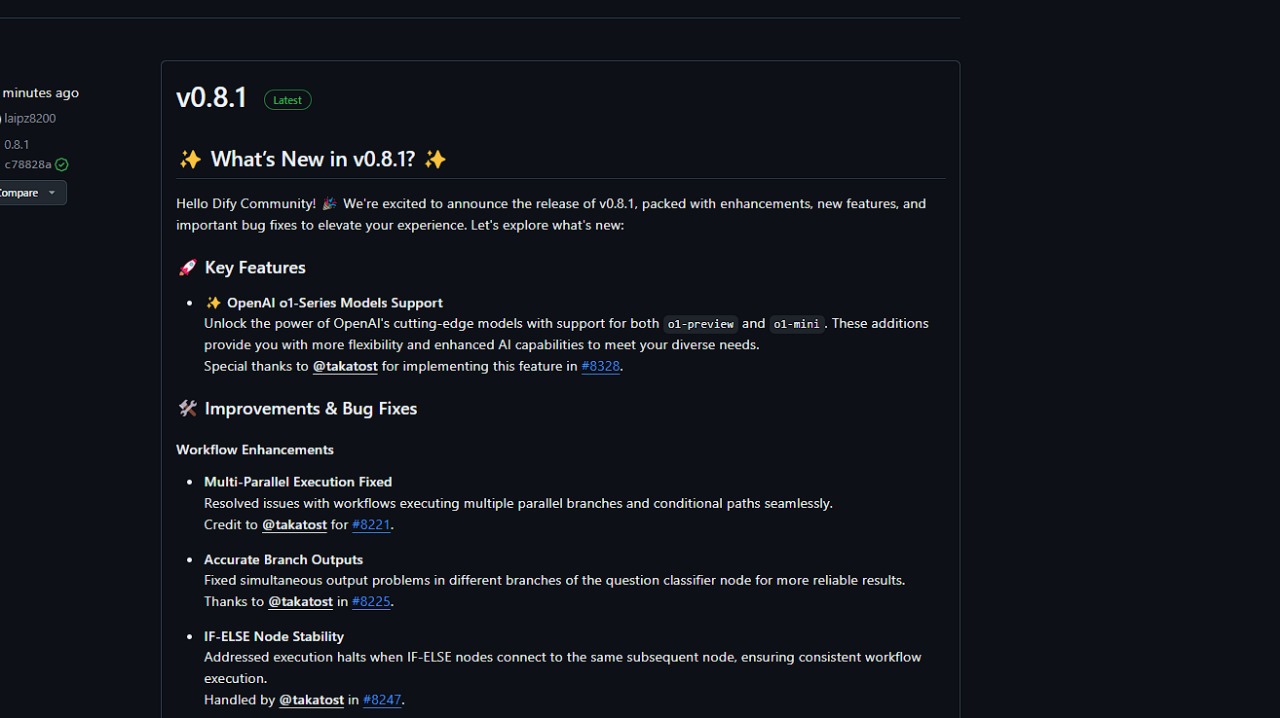 minutes ago
laipz8200
0.8.1
c78828a
Compare
v0.8.1 Latest
✨ What's New in v0.8.1? ✨
Hello Dify Community! 🎉 We're excited to announce the release of v0.8.1, packed with enhancements, new features, and
important bug fixes to elevate your experience. Let's explore what's new:
🚀 Key Features
• ✨ OpenAI o1-Series Models Support
Unlock the power of OpenAI's cutting-edge models with support for both o1-preview and o1-mini. These additions
provide you with more flexibility and enhanced AI capabilities to meet your diverse needs.
Special thanks to @takatost for implementing this feature in #8328.
🛠 Improvements & Bug Fixes
Workflow Enhancements
• Multi-Parallel Execution Fixed
Resolved issues with workflows executing multiple parallel branches and conditional paths seamlessly.
Credit to @takatost for #8221.
• Accurate Branch Outputs
Fixed simultaneous output problems in different branches of the question classifier node for more reliable results.
Thanks to @takatost in #8225.
• IF-ELSE Node Stability
Addressed execution halts when IF-ELSE nodes connect to the same subsequent node, ensuring consistent workflow
execution.
Handled by @takatost in #8247.